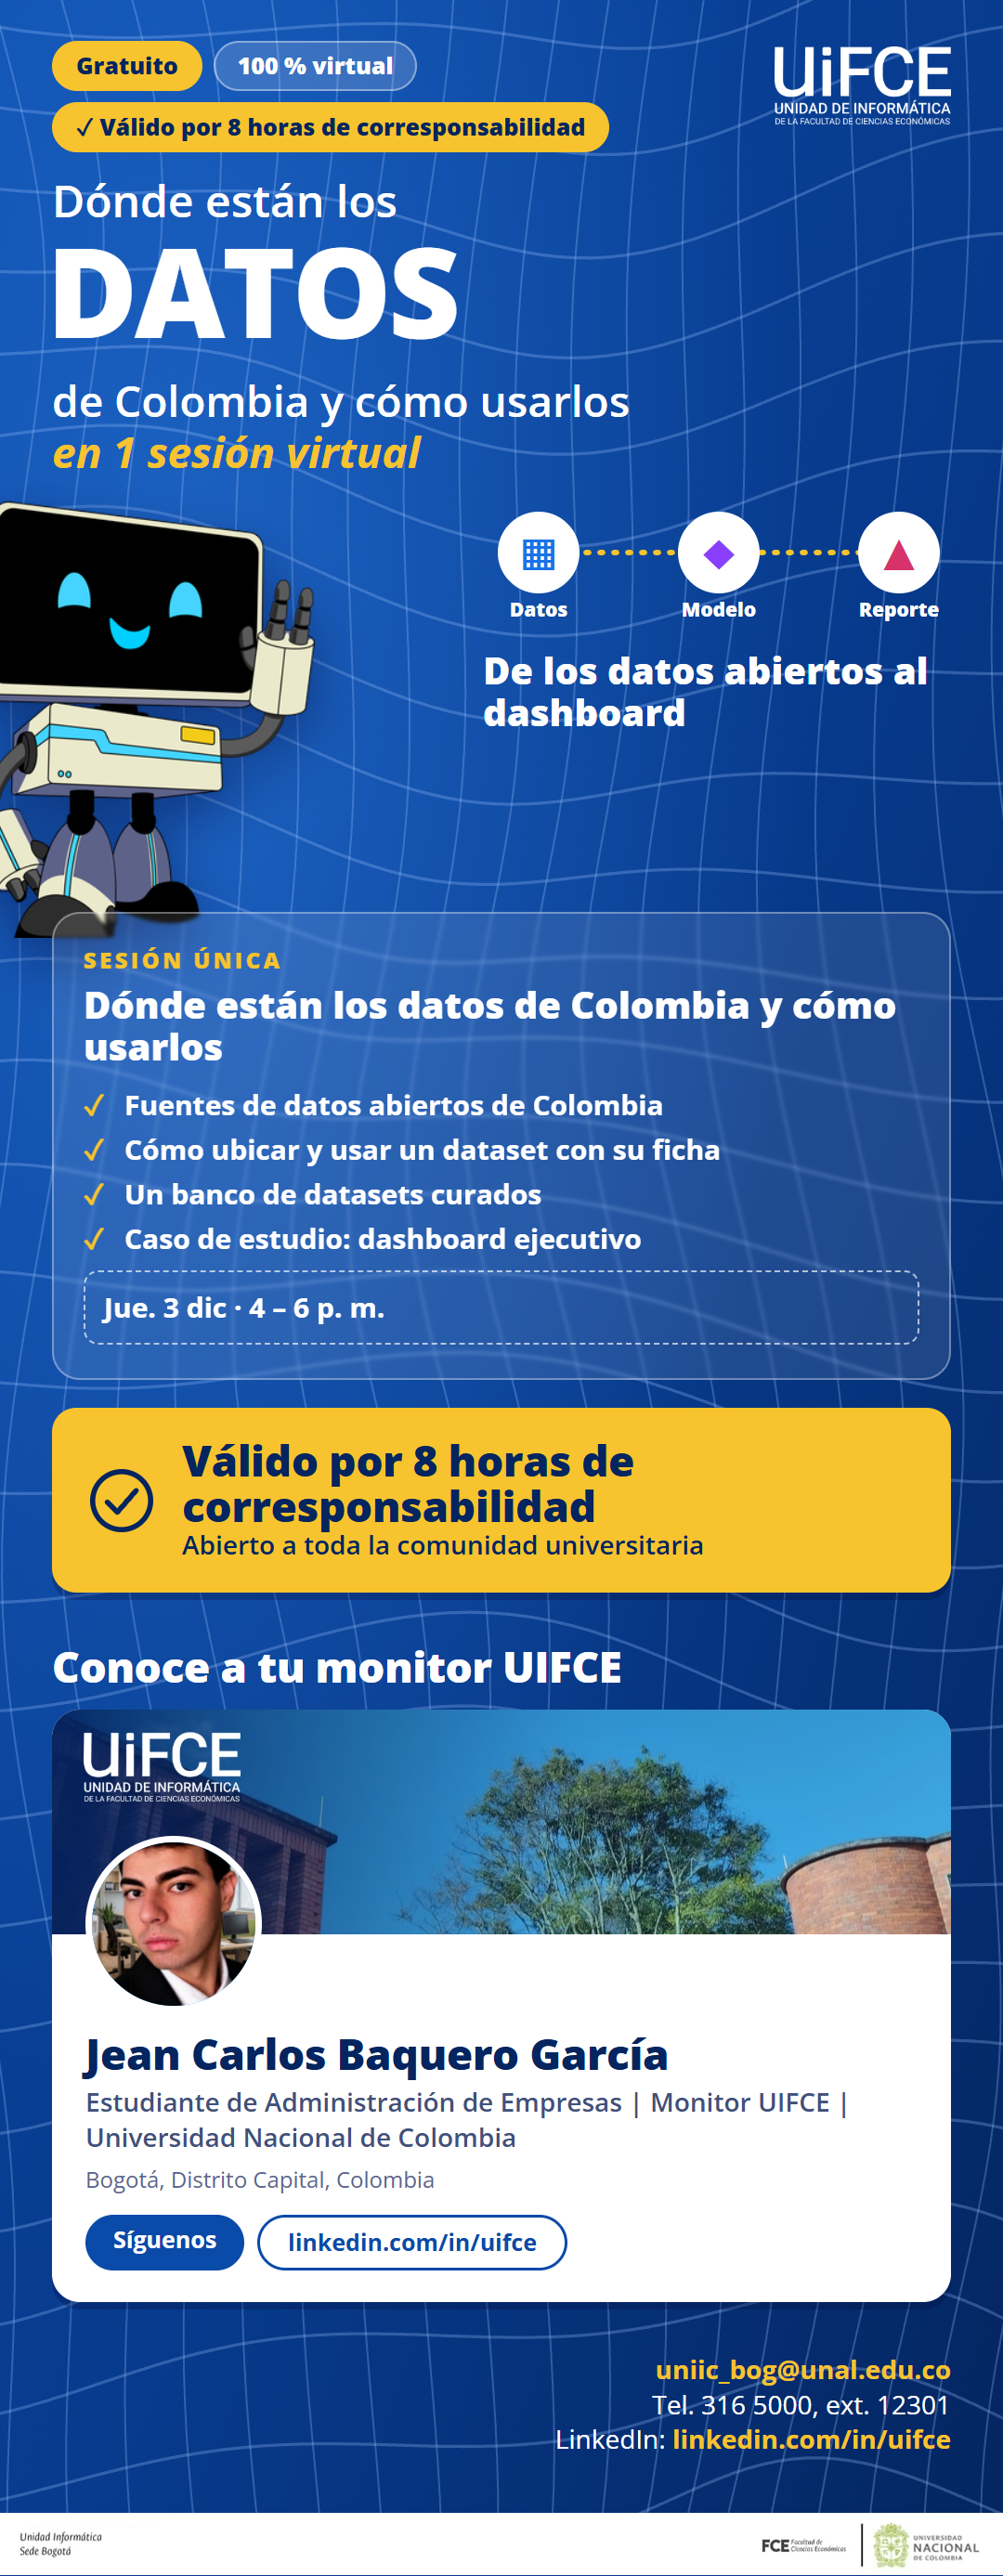 Gratuito
100 % virtual
UiFCE
UNIDAD DE INFORMÁTICA
DE LA FACULTAD DE CIENCIAS ECONÓMICAS
✓ Válido por 8 horas de corresponsabilidad
Dónde están los
DATOS
de Colombia y cómo usarlos
en 1 sesión virtual
Datos
Modelo
Reporte
De los datos abiertos al
dashboard
SESIÓN ÚNICA
Dónde están los datos de Colombia y cómo
usarlos
✓ Fuentes de datos abiertos de Colombia
✓ Cómo ubicar y usar un dataset con su ficha
✓ Un banco de datasets curados
✓ Caso de estudio: dashboard ejecutivo
Jue. 3 dic · 4 – 6 p. m.
Válido por 8 horas de
corresponsabilidad
Abierto a toda la comunidad universitaria
Conoce a tu monitor UIFCE
UiFCE
UNIDAD DE INFORMÁTICA
DE LA FACULTAD DE CIENCIAS ECONÓMICAS
Jean Carlos Baquero García
Estudiante de Administración de Empresas | Monitor UIFCE |
Universidad Nacional de Colombia
Bogotá, Distrito Capital, Colombia
Síguenos
linkedin.com/in/uifce
uniic_bog@unal.edu.co
Tel. 316 5000, ext. 12301
LinkedIn: linkedin.com/in/uifce
Unidad Informática
Sede Bogotá
FCE
Facultad de
Ciencias Económicas
UNIVERSIDAD
NACIONAL
DE COLOMBIA